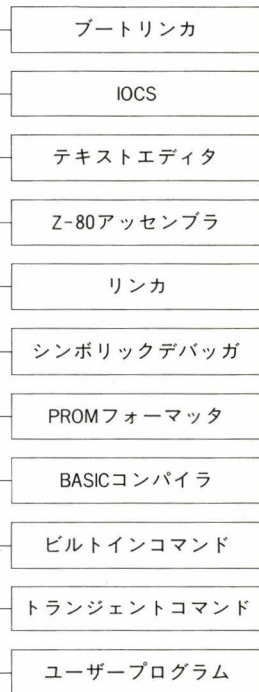 ブートリンカ
IOCS
テキストエディタ
Z-80アッセンブラ
リンカ
シンボリックデバッガ
PROMフォーマッタ
BASICコンパイラ
ビルトインコマンド
トランジェントコマンド
ユーザープログラム